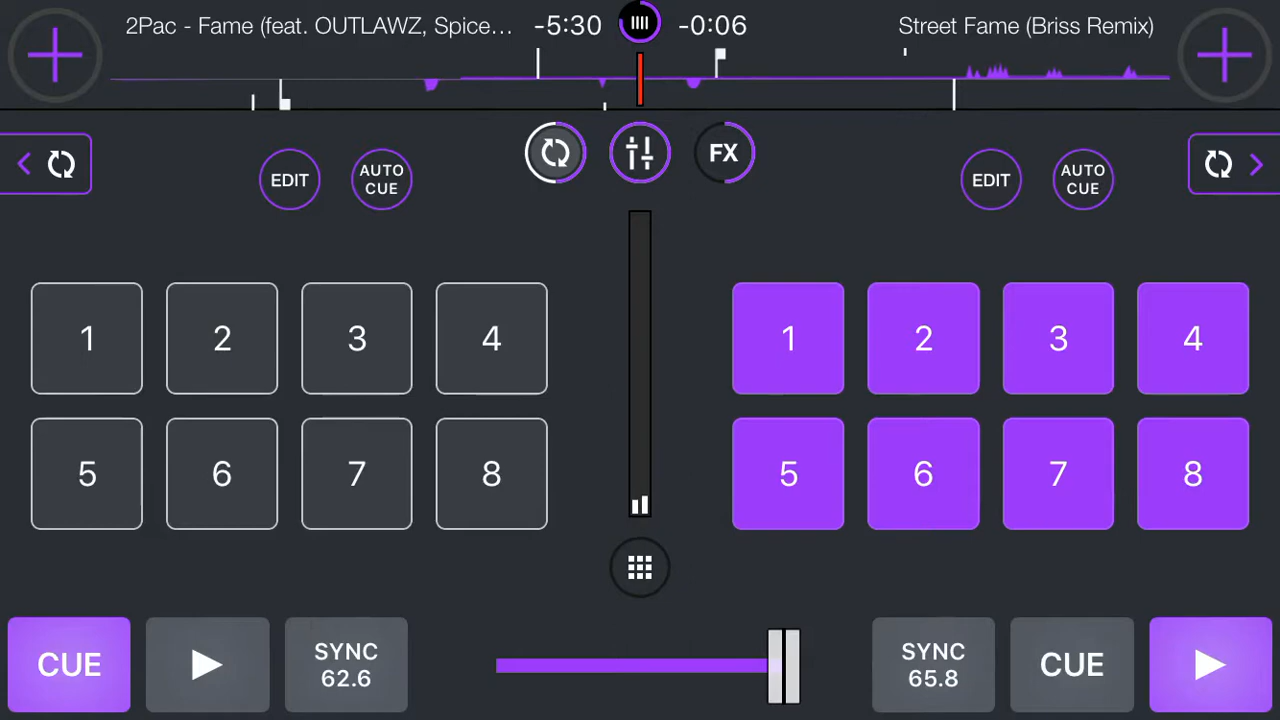 2Pac - Fame (feat. OUTLAWZ, Spice... -5:30 -0:06 Street Fame (Briss Remix)
EDIT AUTO CUE FX EDIT AUTO CUE
1 2 3 4 1 2 3 4
5 6 7 8 5 6 7 8
CUE SYNC 62.6 SYNC 65.8 CUE